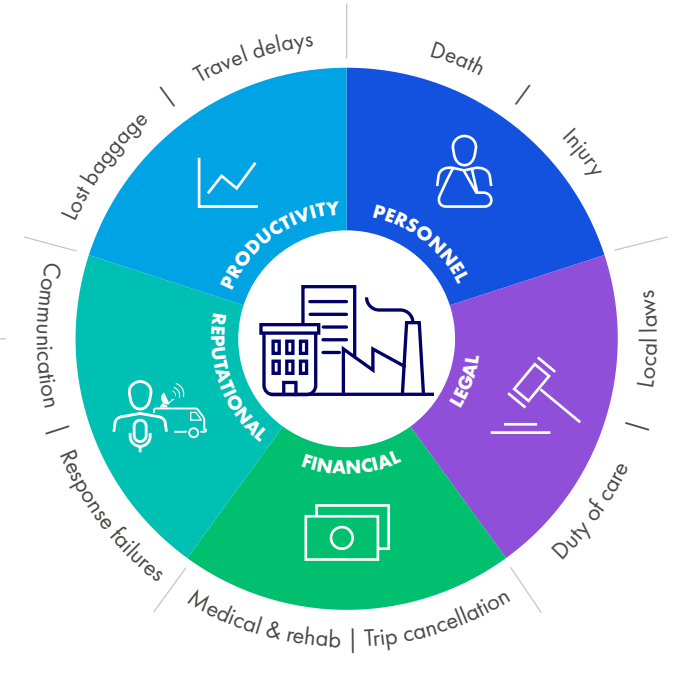 Travel delays
Death
Lost baggage
Injury
PRODUCTIVITY
PERSONNEL
Communication
REPUTATIONAL
LEGAL
Local laws
FINANCIAL
Response failures
Duty of care
Medical & rehab | Trip cancellation